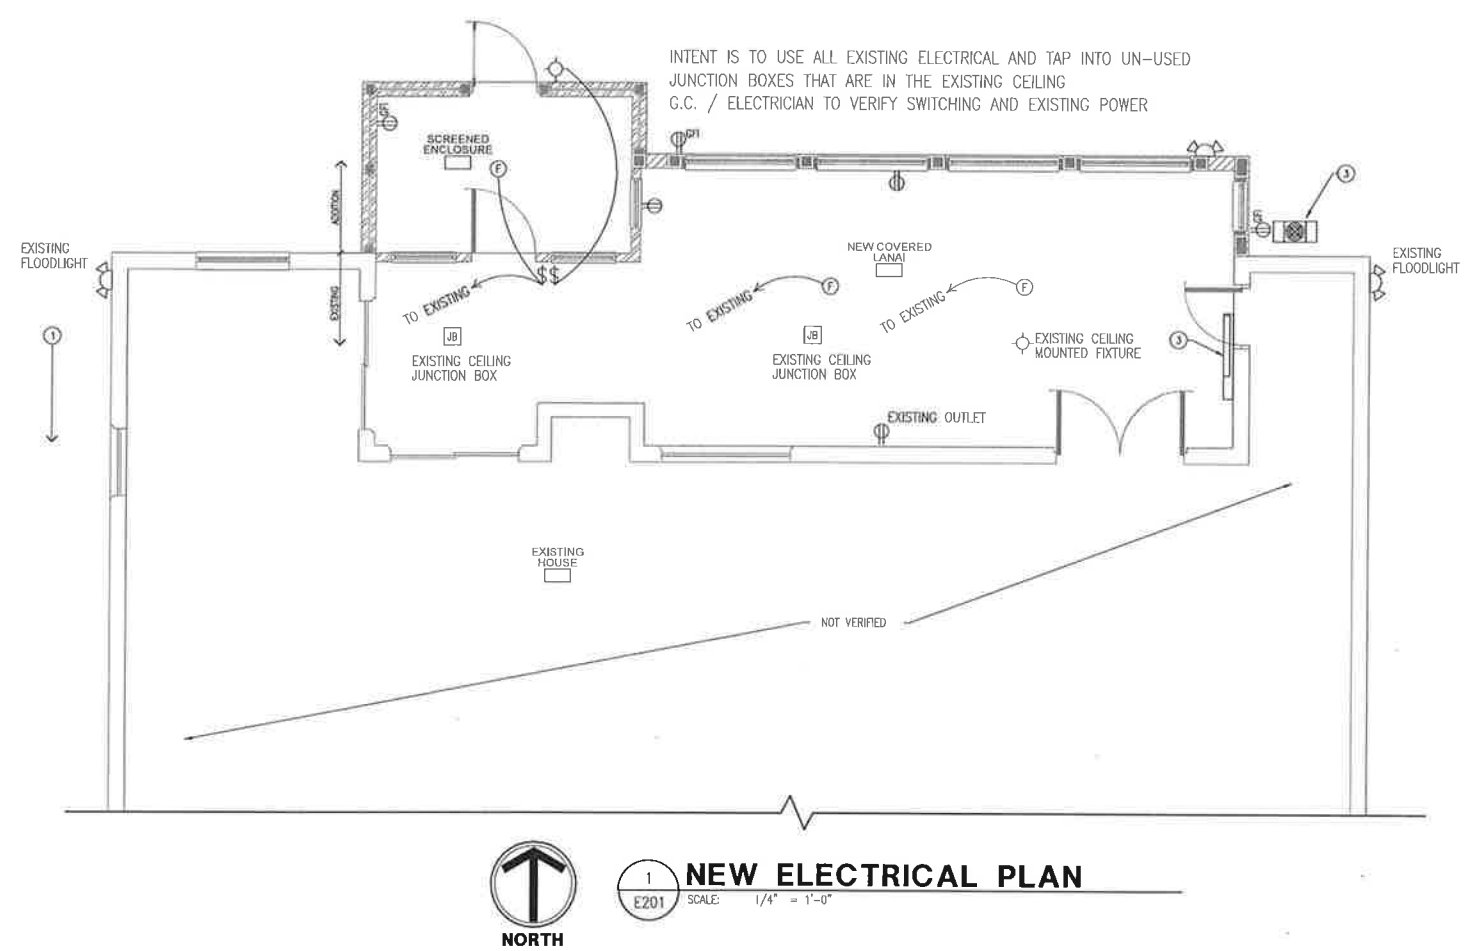 INTENT IS TO USE ALL EXISTING ELECTRICAL AND TAP INTO UN-USED
JUNCTION BOXES THAT ARE IN THE EXISTING CEILING
G.C. / ELECTRICIAN TO VERIFY SWITCHING AND EXISTING POWER
GFI
GFI
SCREENED
ENCLOSURE
F
3
ADDITION
EXISTING
GFI
EXISTING
FLOODLIGHT
NEW COVERED
LANAI
EXISTING
FLOODLIGHT
$ $
TO EXISTING
TO EXISTING
F
TO EXISTING
F
1
JB
EXISTING CEILING
JUNCTION BOX
JB
EXISTING CEILING
JUNCTION BOX
EXISTING CEILING
MOUNTED FIXTURE
3
EXISTING OUTLET
EXISTING
HOUSE
NOT VERIFIED
NORTH
1
E201
NEW ELECTRICAL PLAN
SCALE: 1/4" = 1'-0"